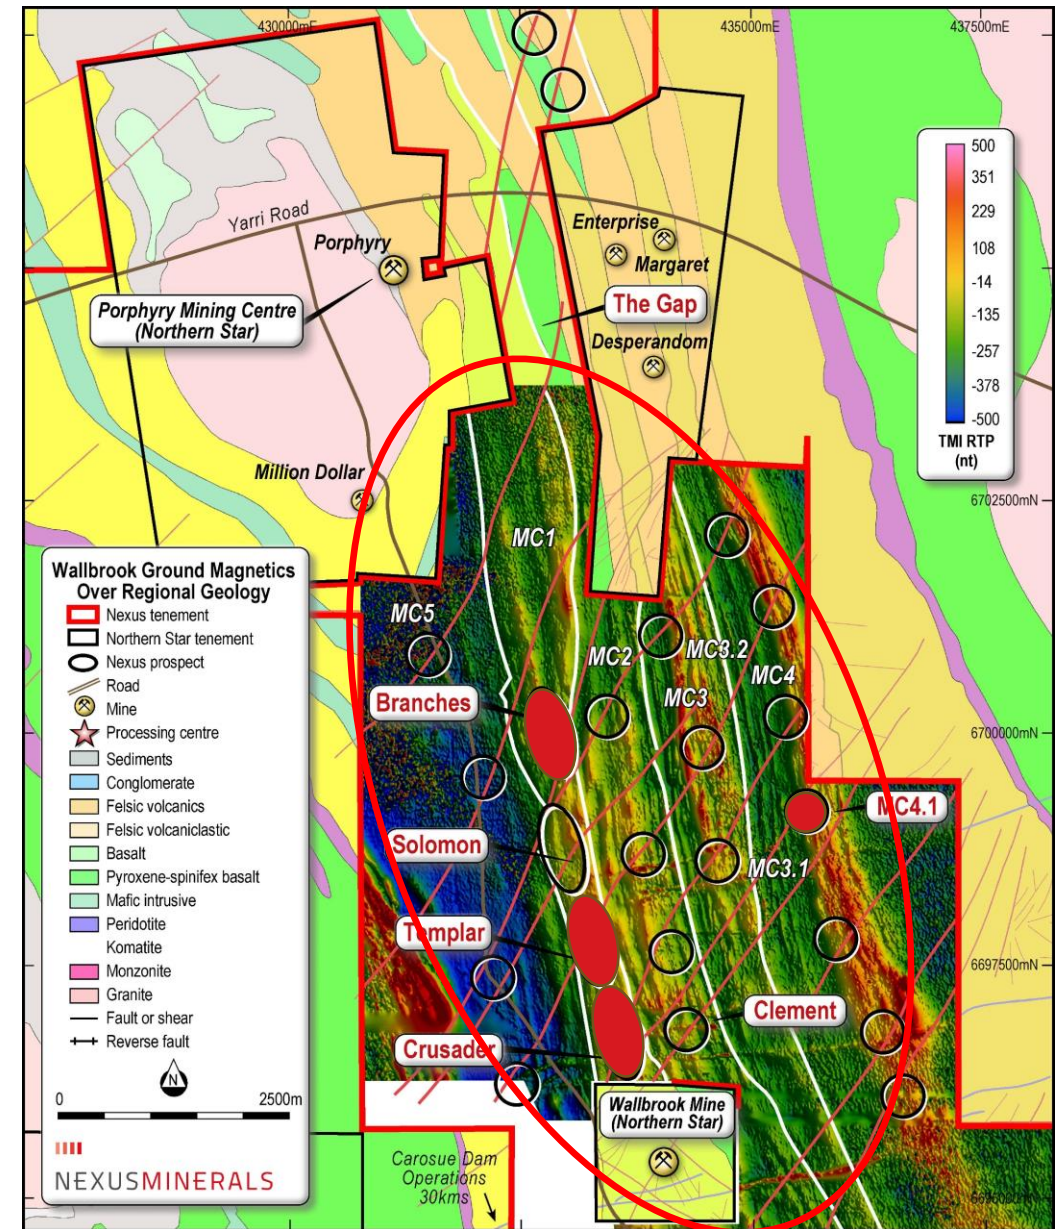 430000mE
435000mE
437500mE
500
351
229
108
-14
-135
-257
-378
-500
TMI RTP
(nt)
Yarri Road
Porphyry
Enterprise
Margaret
Porphyry Mining Centre
(Northern Star)
The Gap
Desperandom
Million Dollar
6702500mN
MC1
MC5
MC2
MC3.2
MC3
MC4
Branches
6700000mN
MC4.1
Solomon
MC3.1
Templar
6697500mN
Clement
Crusader
Wallbrook Mine
(Northern Star)
Carosue Dam
Operations
30kms
6695000mN
Wallbrook Ground Magnetics
Over Regional Geology
Nexus tenement
Northern Star tenement
Nexus prospect
Road
Mine
Processing centre
Sediments
Conglomerate
Felsic volcanics
Felsic volcaniclastic
Basalt
Pyroxene-spinifex basalt
Mafic intrusive
Peridotite
Komatite
Monzonite
Granite
Fault or shear
Reverse fault
N
0 2500m
NEXUSMINERALS